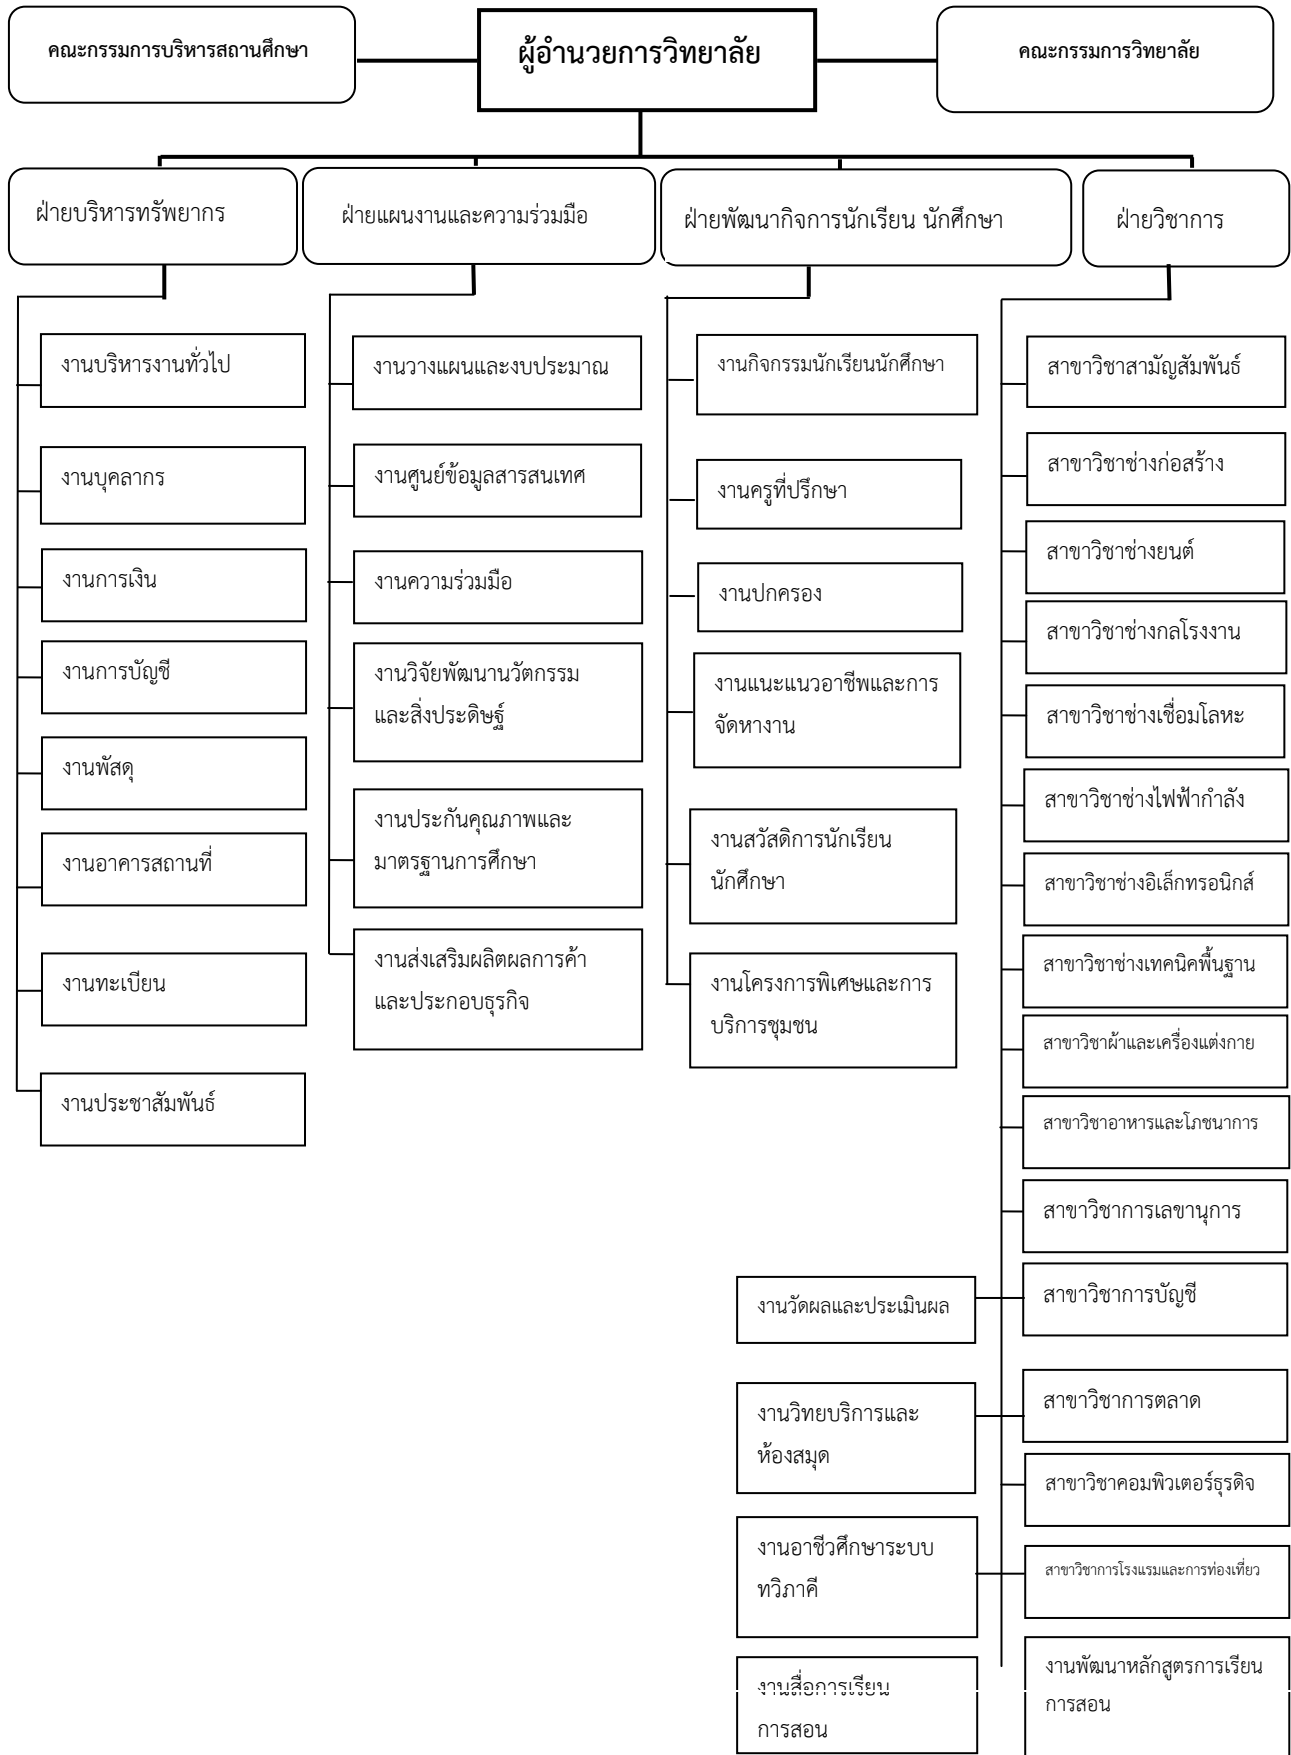 คณะกรรมการบริหารสถานศึกษา
ผู้อำนวยการวิทยาลัย
คณะกรรมการวิทยาลัย
ฝ่ายบริหารทรัพยากร
ฝ่ายแผนงานและความร่วมมือ
ฝ่ายพัฒนากิจการนักเรียน นักศึกษา
ฝ่ายวิชาการ
งานบริหารงานทั่วไป
งานบุคลากร
งานการเงิน
งานการบัญชี
งานพัสดุ
งานอาคารสถานที่
งานทะเบียน
งานประชาสัมพันธ์
งานวางแผนและงบประมาณ
งานศูนย์ข้อมูลสารสนเทศ
งานความร่วมมือ
งานวิจัยพัฒนานวัตกรรม
และสิ่งประดิษฐ์
งานประกันคุณภาพและ
มาตรฐานการศึกษา
งานส่งเสริมผลิตผลการค้า
และประกอบธุรกิจ
งานกิจกรรมนักเรียนนักศึกษา
งานครูที่ปรึกษา
งานปกครอง
งานแนะแนวอาชีพและการ
จัดหางาน
งานสวัสดิการนักเรียน
นักศึกษา
งานโครงการพิเศษและการ
บริการชุมชน
สาขาวิชาสามัญสัมพันธ์
สาขาวิชาช่างก่อสร้าง
สาขาวิชาช่างยนต์
สาขาวิชาช่างกลโรงงาน
สาขาวิชาช่างเชื่อมโลหะ
สาขาวิชาช่างไฟฟ้ากำลัง
สาขาวิชาช่างอิเล็กทรอนิกส์
สาขาวิชาช่างเทคนิคพื้นฐาน
สาขาวิชาผ้าและเครื่องแต่งกาย
สาขาวิชาอาหารและโภชนาการ
สาขาวิชาการเลขานุการ
สาขาวิชาการบัญชี
สาขาวิชาการตลาด
สาขาวิชาคอมพิวเตอร์ธุรดิจ
สาขาวิชาการโรงแรมและการท่องเที่ยว
งานพัฒนาหลักสูตรการเรียน
การสอน
งานวัดผลและประเมินผล
งานวิทยบริการและ
ห้องสมุด
งานอาชีวศึกษาระบบ
ทวิภาคี
งานสื่อการเรียน
การสอน